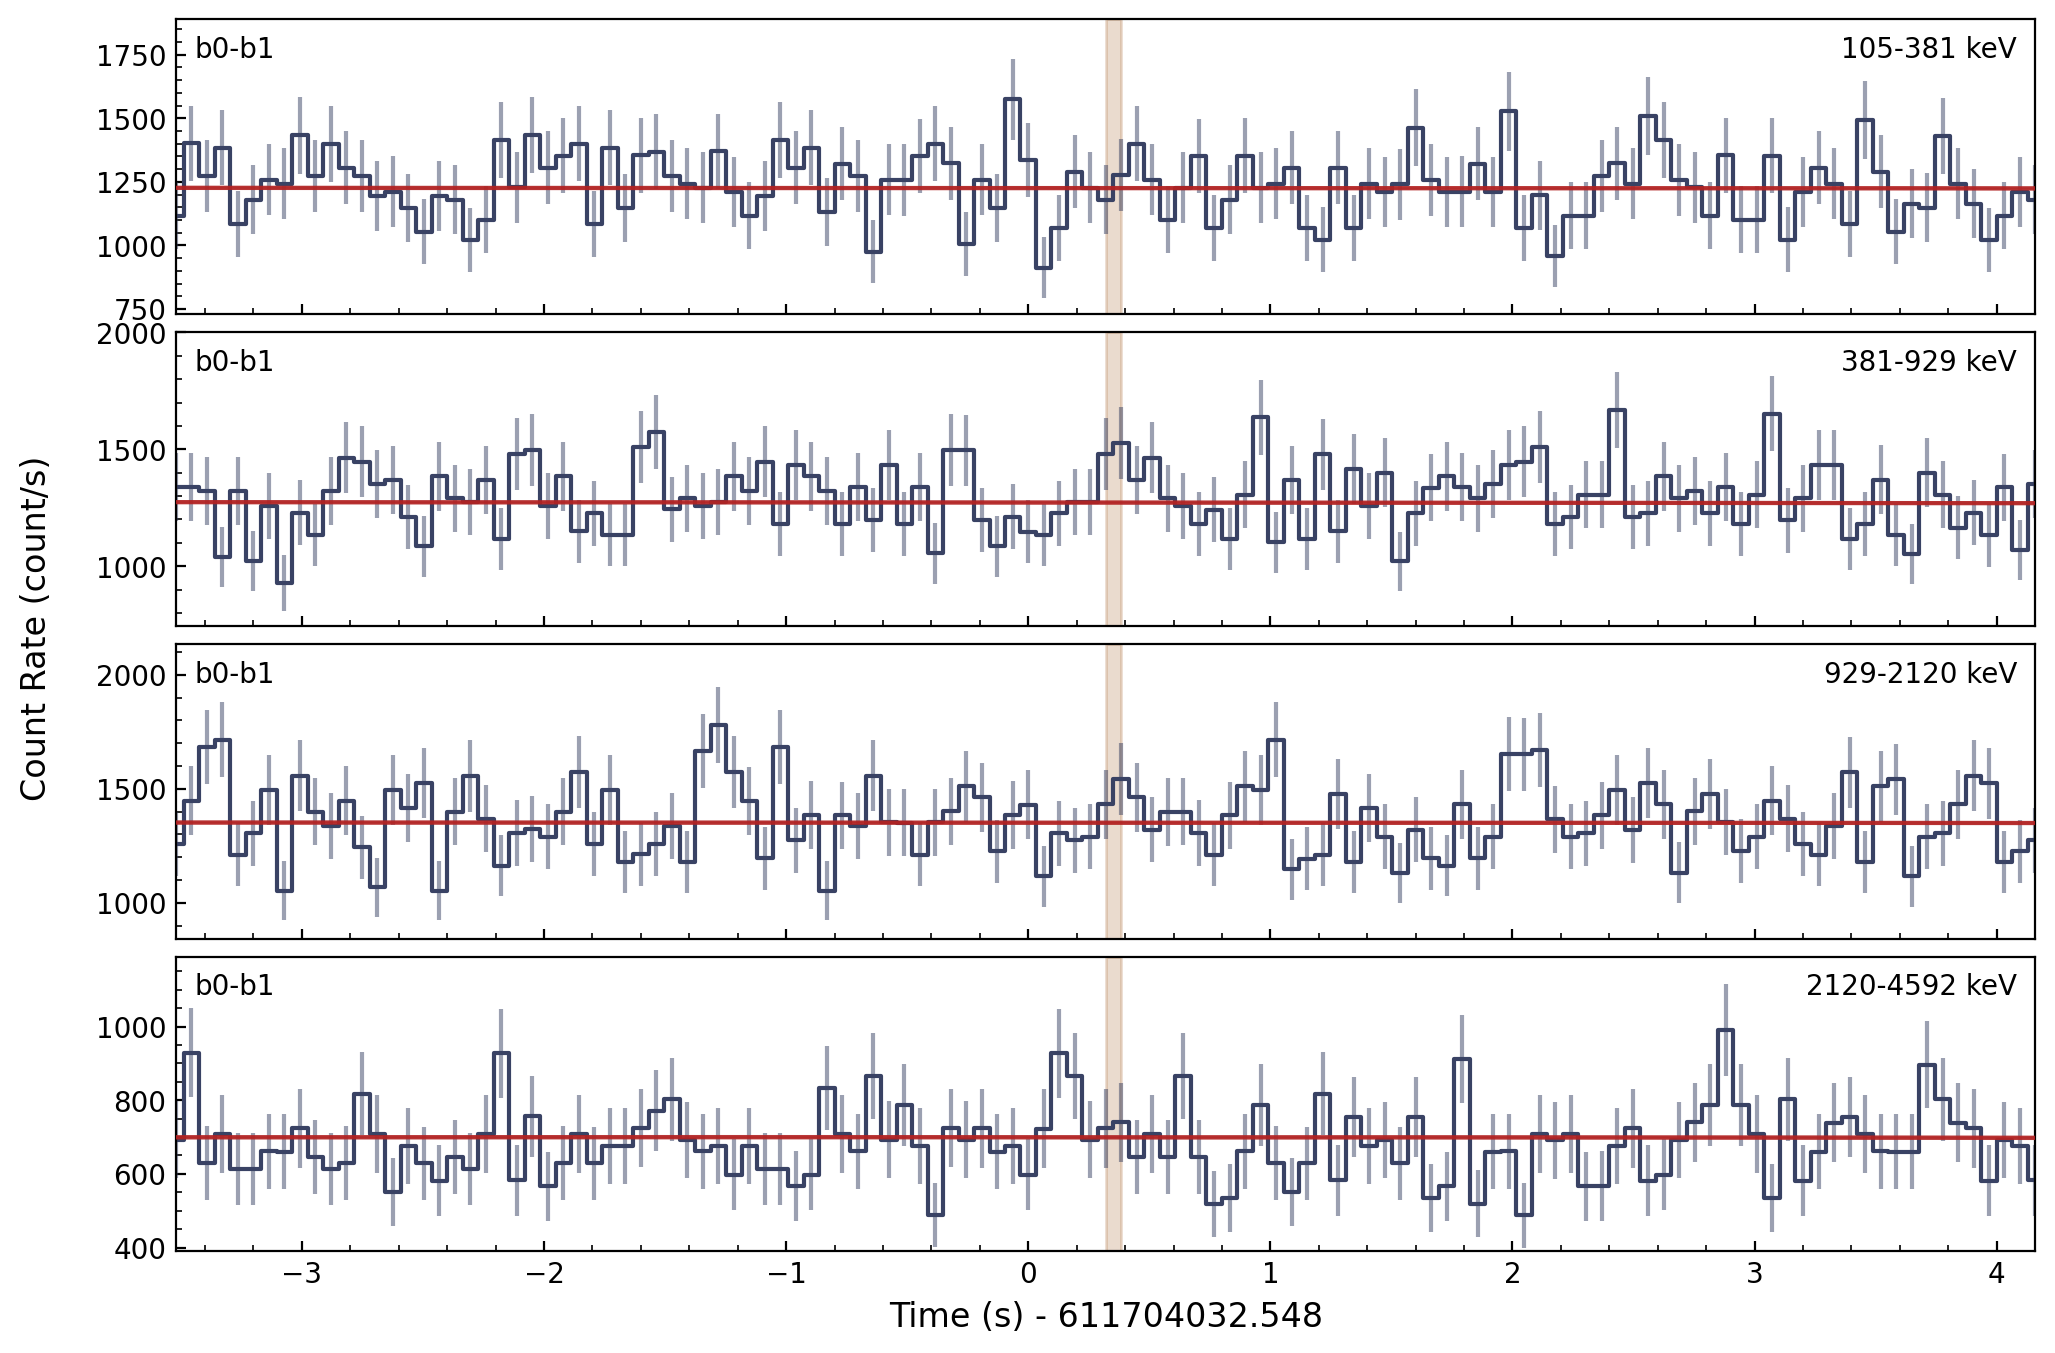 Count Rate (count/s)
b0-b1 105-381 keV
1750
1500
1250
1000
750
b0-b1 381-929 keV
2000
1500
1000
b0-b1 929-2120 keV
2000
1500
1000
b0-b1 2120-4592 keV
1000
800
600
400
−3 −2 −1 0 1 2 3 4
Time (s) - 611704032.548